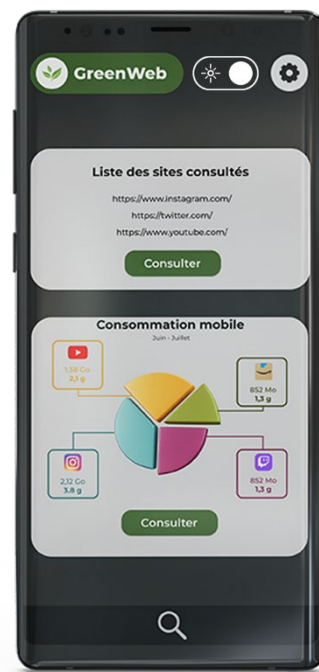 GreenWeb
Liste des sites consultés
https://www.instagram.com/
https://twitter.com/
https://www.youtube.com/
Consulter
Consommation mobile
Juin - Juillet
1,38 Go
2,1 g
852 Mo
1,3 g
2,12 Go
3.8 g
852 Mo
1,3 g
Consulter